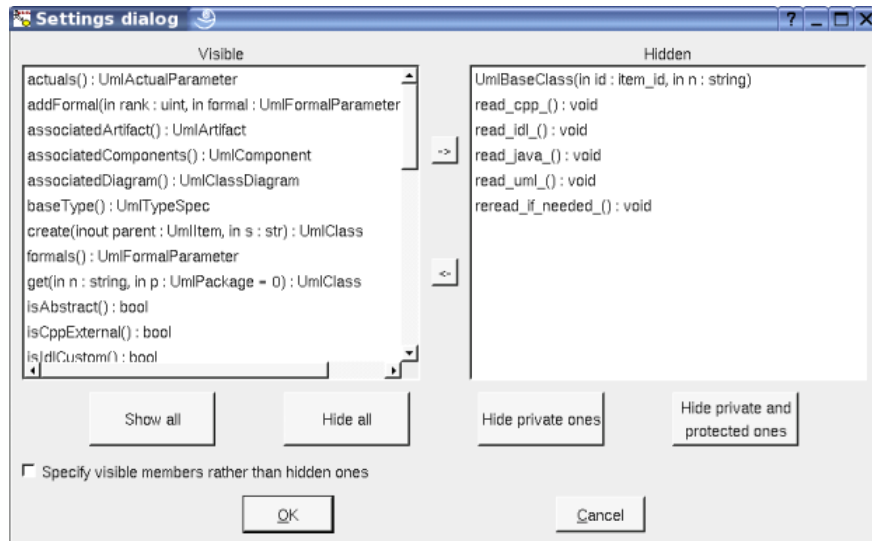 Settings dialog
Visible
Hidden
actuals() : UmlActualParameter
addFormal(in rank : uint, in formal : UmlFormalParameter
associatedArtifact() : UmlArtifact
associatedComponents() : UmlComponent
associatedDiagram() : UmlClassDiagram
baseType() : UmlTypeSpec
create(inout parent : UmlItem, in s : str) : UmlClass
formals() : UmlFormalParameter
get(in n : string, in p : UmlPackage = 0) : UmlClass
isAbstract() : bool
isCppExternal() : bool
isIdlCustom() : bool
->
<-
UmlBaseClass(in id : item_id, in n : string)
read_cpp_() : void
read_idl_() : void
read_java_() : void
read_uml_() : void
reread_if_needed_() : void
Show all
Hide all
Hide private ones
Hide private and
protected ones
Specify visible members rather than hidden ones
OK
Cancel